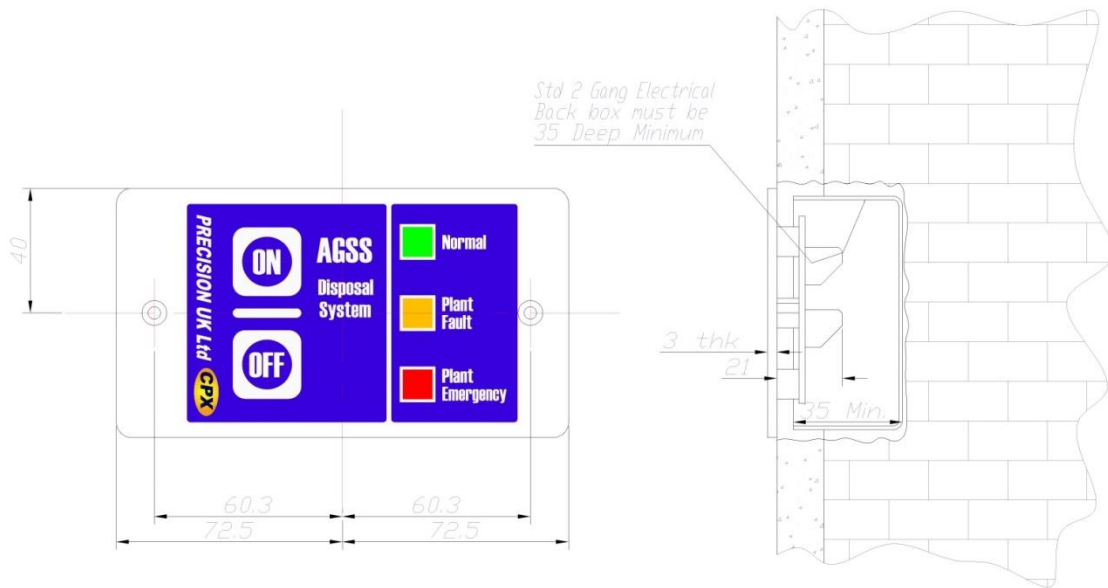 Std 2 Gang Electrical
Back box must be
35 Deep Minimum
40
PRECISION UK Ltd
CPX
ON
OFF
AGSS
Disposal
System
Normal
Plant
Fault
Plant
Emergency
3 thk
21
35 Min.
60.3
60.3
72.5
72.5